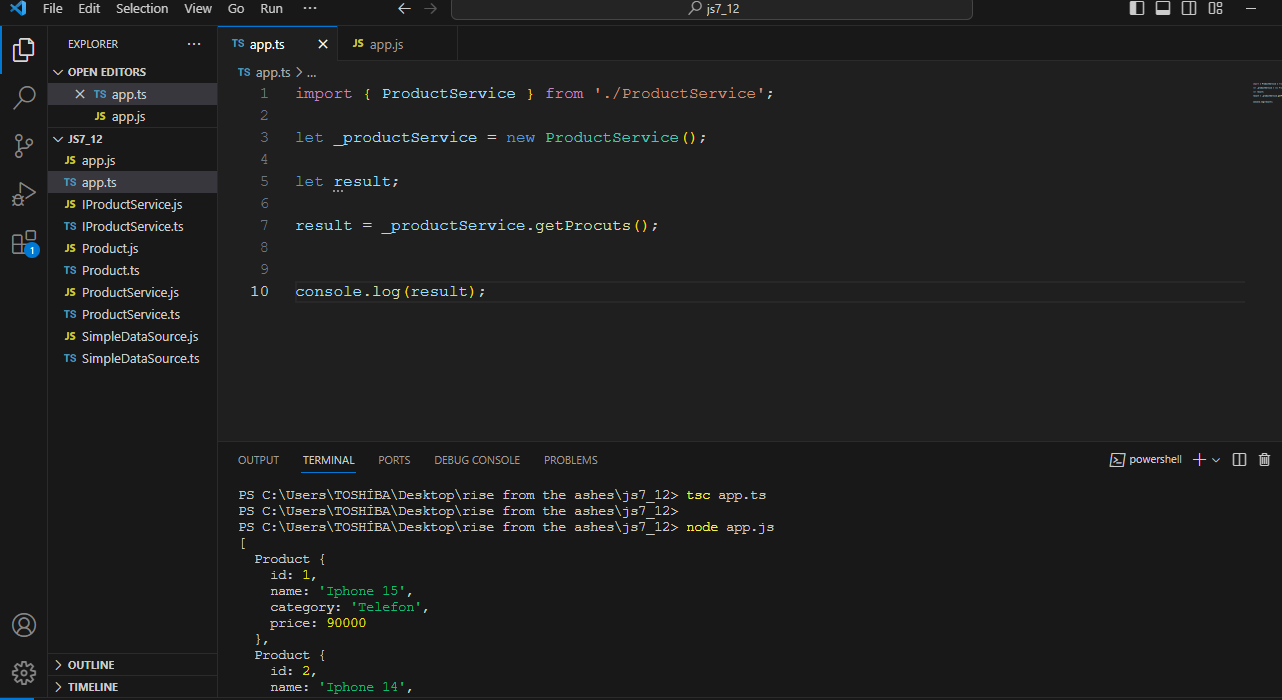 File Edit Selection View Go Run ··· js7_12
EXPLORER ···
OPEN EDITORS
TS app.ts
JS app.js
JS7_12
JS app.js
TS app.ts
JS IProductService.js
TS IProductService.ts
JS Product.js
TS Product.ts
JS ProductService.js
TS ProductService.ts
JS SimpleDataSource.js
TS SimpleDataSource.ts
OUTLINE
TIMELINE
1
TS app.ts JS app.js
TS app.ts > ...
1 import { ProductService } from './ProductService';
2
3 let _productService = new ProductService();
4
5 let result;
6
7 result = _productService.getProcuts();
8
9
10 console.log(result);
OUTPUT TERMINAL PORTS DEBUG CONSOLE PROBLEMS
powershell
PS C:\Users\TOSHİBA\Desktop\rise from the ashes\js7_12> tsc app.ts
PS C:\Users\TOSHİBA\Desktop\rise from the ashes\js7_12>
PS C:\Users\TOSHİBA\Desktop\rise from the ashes\js7_12> node app.js
[
Product {
id: 1,
name: 'Iphone 15',
category: 'Telefon',
price: 90000
},
Product {
id: 2,
name: 'Iphone 14',